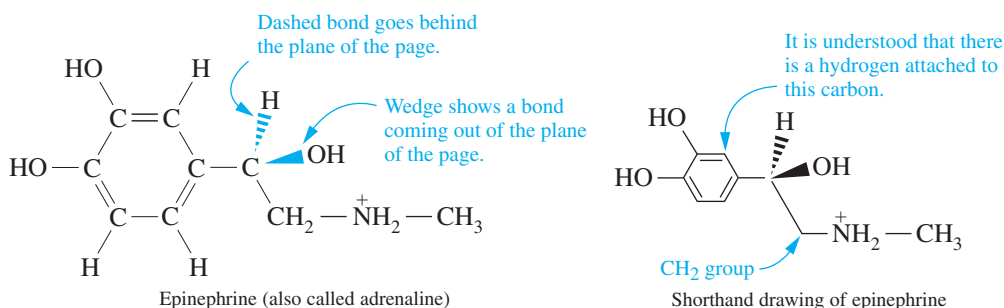 Dashed bond goes behind
the plane of the page.
HO
H
H
Wedge shows a bond
coming out of the plane
of the page.
C
C
OH
HO
C
C
C
C
C
CH₂
NH₂
+
CH₃
H
H
Epinephrine (also called adrenaline)
It is understood that there
is a hydrogen attached to
this carbon.
HO
H
OH
HO
NH₂
+
CH₃
CH₂ group
Shorthand drawing of epinephrine